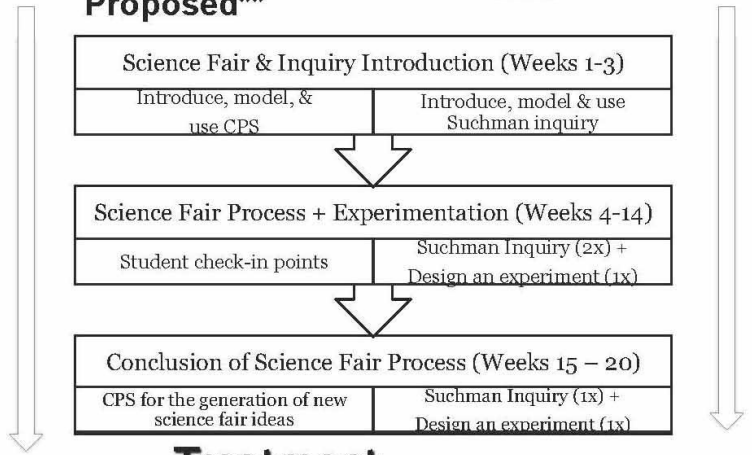 Proposed**
Science Fair & Inquiry Introduction (Weeks 1-3)
Introduce, model, &
use CPS
Introduce, model & use
Suchman inquiry
Science Fair Process + Experimentation (Weeks 4-14)
Student check-in points
Suchman Inquiry (2x) +
Design an experiment (1x)
Conclusion of Science Fair Process (Weeks 15 – 20)
CPS for the generation of new
science fair ideas
Suchman Inquiry (1x) +
Design an experiment (1x)